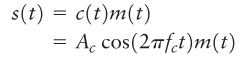 s(t) = c(t)m(t)
= A_c cos(2πf_ct)m(t)